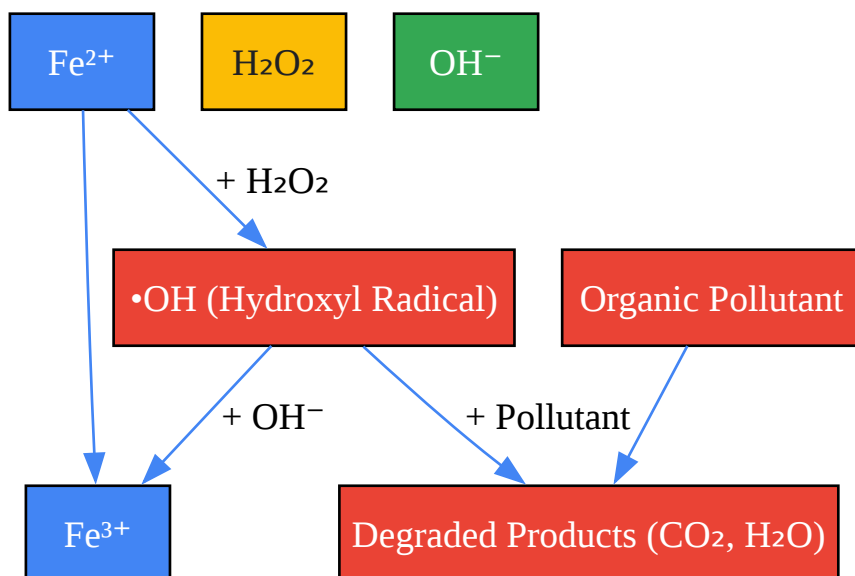 Fe²⁺
H₂O₂
OH⁻
+ H₂O₂
•OH (Hydroxyl Radical)
Organic Pollutant
+ OH⁻
+ Pollutant
Fe³⁺
Degraded Products (CO₂, H₂O)